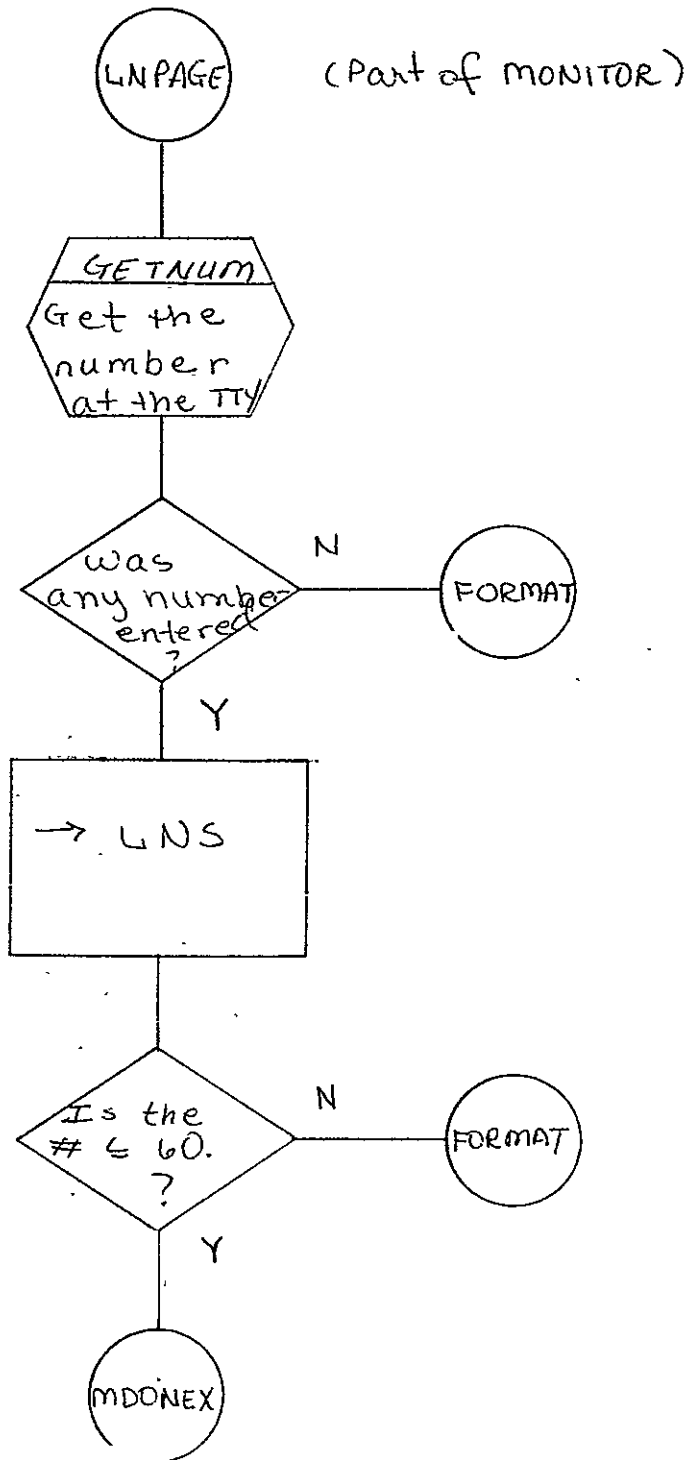 LNPAGE
(Part of MONITOR)
GETNUM
Get the
number
at the TTY
was
any number
entered
?
N
FORMAT
Y
→ LNS
Is the
# ≤ 60.
?
N
FORMAT
Y
MDONEX